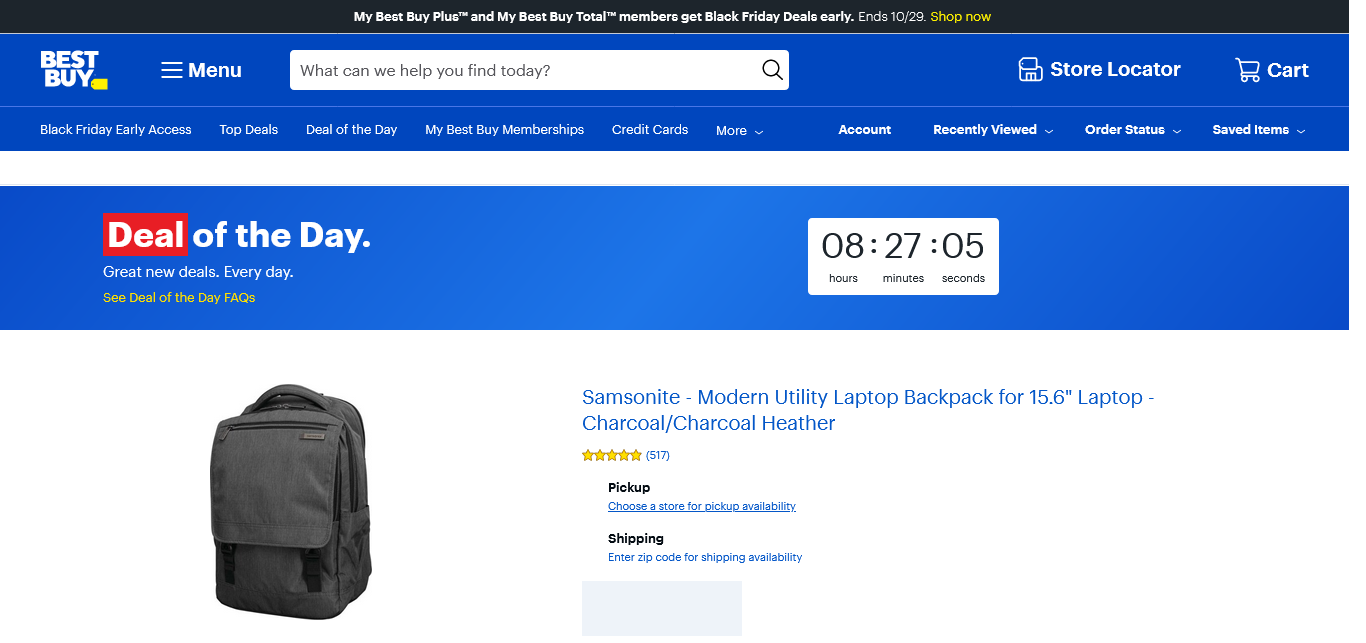 My Best Buy Plus™ and My Best Buy Total™ members get Black Friday Deals early. Ends 10/29. Shop now
BEST BUY
Menu
What can we help you find today?
Store Locator
Cart
Black Friday Early Access
Top Deals
Deal of the Day
My Best Buy Memberships
Credit Cards
More
Account
Recently Viewed
Order Status
Saved Items
Deal of the Day.
Great new deals. Every day.
See Deal of the Day FAQs
08 : 27 : 05
hours minutes seconds
Samsonite - Modern Utility Laptop Backpack for 15.6" Laptop -
Charcoal/Charcoal Heather
(517)
Pickup
Choose a store for pickup availability
Shipping
Enter zip code for shipping availability